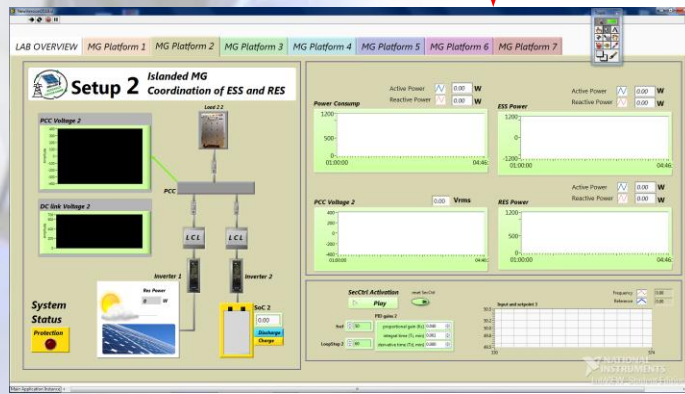 LAB OVERVIEW MG Platform 1 MG Platform 2 MG Platform 3 MG Platform 4 MG Platform 5 MG Platform 6 MG Platform 7
Setup 2 Islanded MG
Coordination of ESS and RES
PCC Voltage 2
Load 2 2
PCC
DC link Voltage 2
LCL LCL
Inverter 1 Inverter 2
Res Power
0 W
SoC 2
0.00
Discharge
Charge
System
Status
Protection
Active Power 0.00 W
Reactive Power 0.00 W
Power Consump
1200
500
0
01:00:00 04:46
Active Power 0.00 W
Reactive Power 0.00 W
ESS Power
1200
0
-1200
01:00:00 04:46
PCC Voltage 2 0.00 Vrms
400
200
0
-200
-400
01:00:00 04:46
Active Power 0.00 W
Reactive Power 0.00 W
RES Power
1200
500
0
01:00:00 04:46
SecCtrl Activation reset SecCtrl
Play
PID gains 2
proportional gain (Kc)
integral time (Ti, min)
derivative time (Td, min)
LongStep 2
Input and setpoint 3
Frequency 0.00
Reference 0.00
NATIONAL
INSTRUMENTS
Main Application Instance